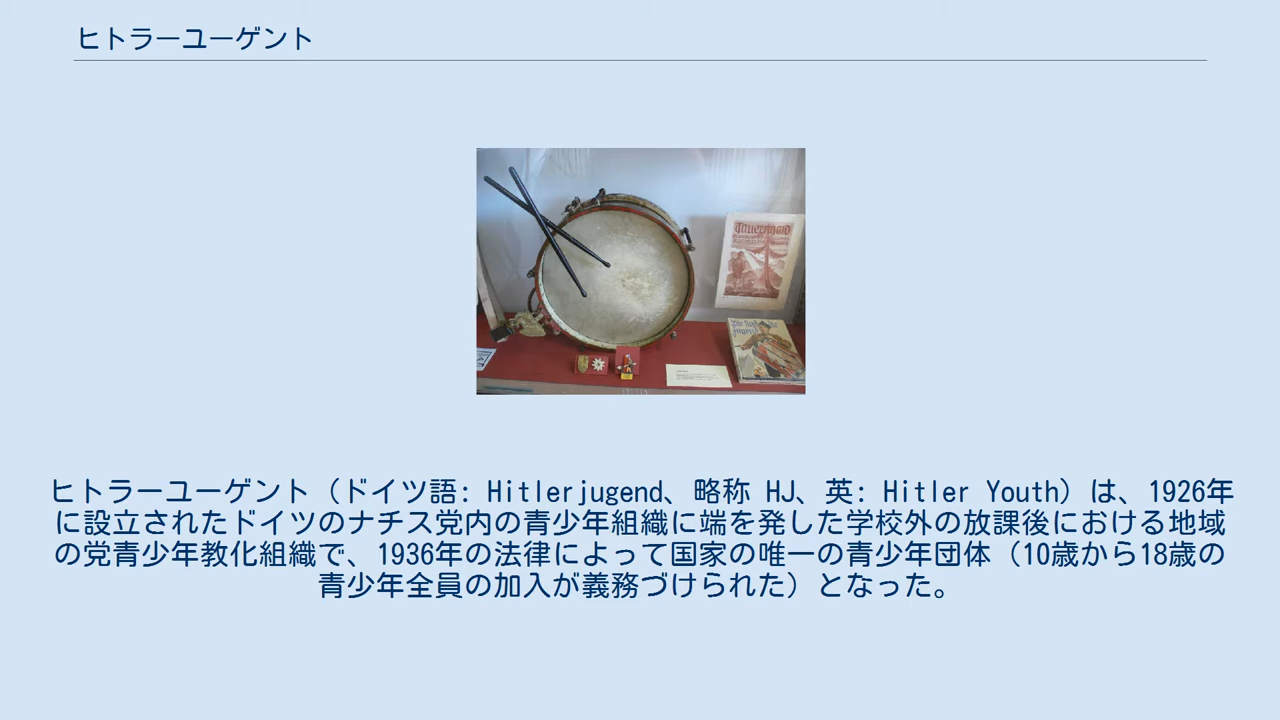 ヒトラーユーゲント
ヒトラーユーゲント（ドイツ語: Hitlerjugend、略称 HJ、英: Hitler Youth）は、1926年
に設立されたドイツのナチス党内の青少年組織に端を発した学校外の放課後における地域
の党青少年教化組織で、1936年の法律によって国家の唯一の青少年団体（10歳から18歳の
青少年全員の加入が義務づけられた）となった。